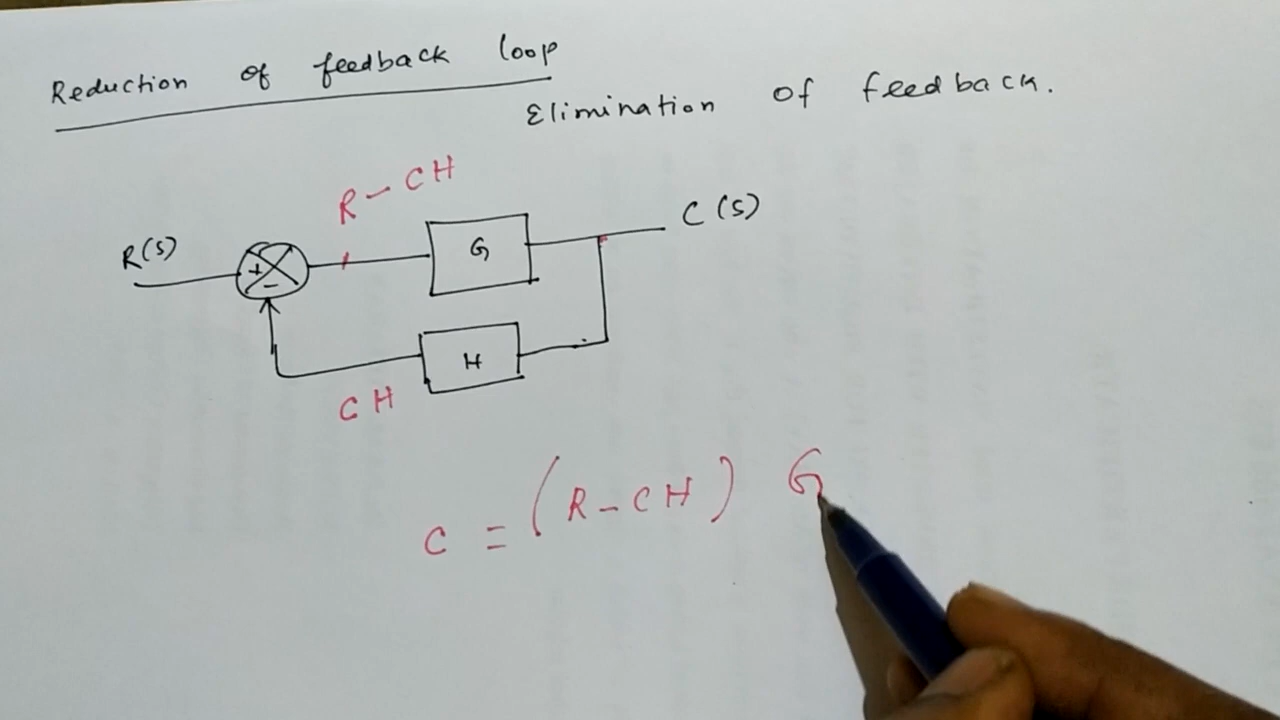 Reduction of feedback loop
Elimination of feedback.
R - CH
R(s)
+
-
G
C(s)
H
CH
C = (R - CH) G